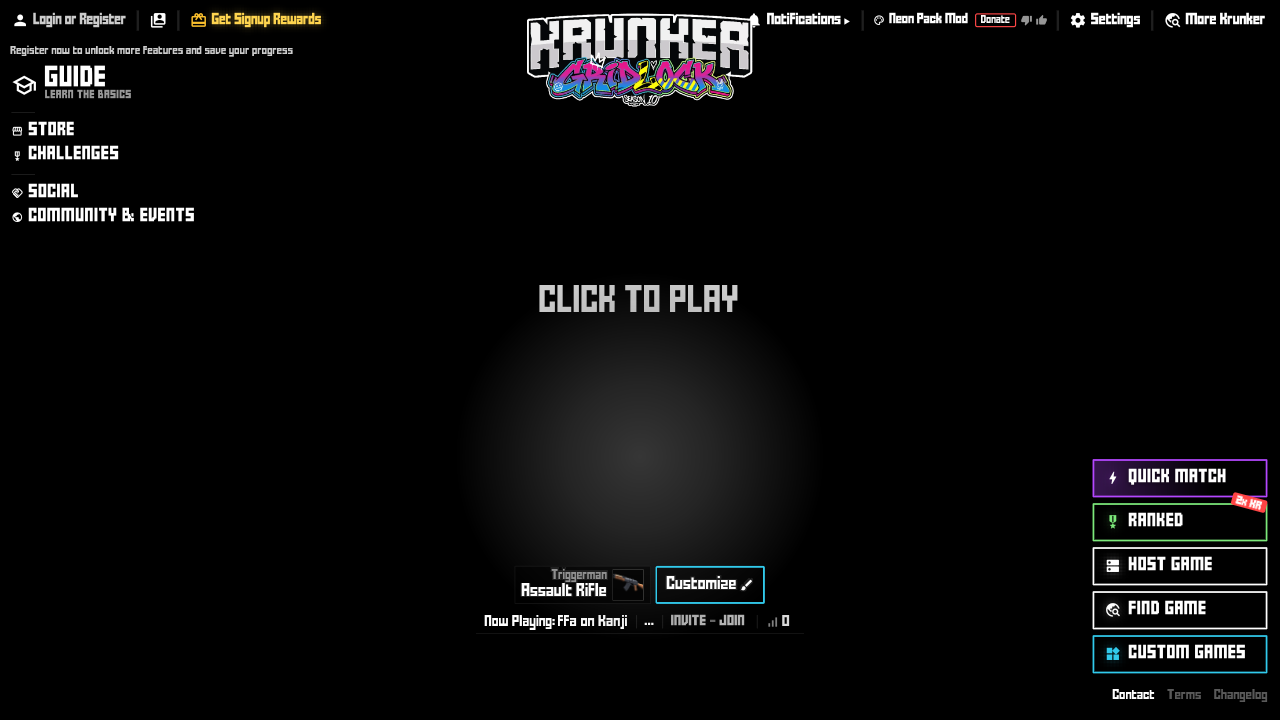 Login or Register
Get Signup Rewards
KRUNKER
GRIDLOCK
SEASON 10
Notifications ▸
Neon Pack Mod
Donate
Settings
More Krunker
Register now to unlock more features and save your progress
GUIDE
LEARN THE BASICS
STORE
CHALLENGES
SOCIAL
COMMUNITY & EVENTS
CLICK TO PLAY
QUICK MATCH
2x KR
RANKED
HOST GAME
FIND GAME
CUSTOM GAMES
Triggerman
Assault Rifle
Customize
Now Playing: FFa on Kanji
...
INVITE - JOIN
0
Contact
Terms
Changelog